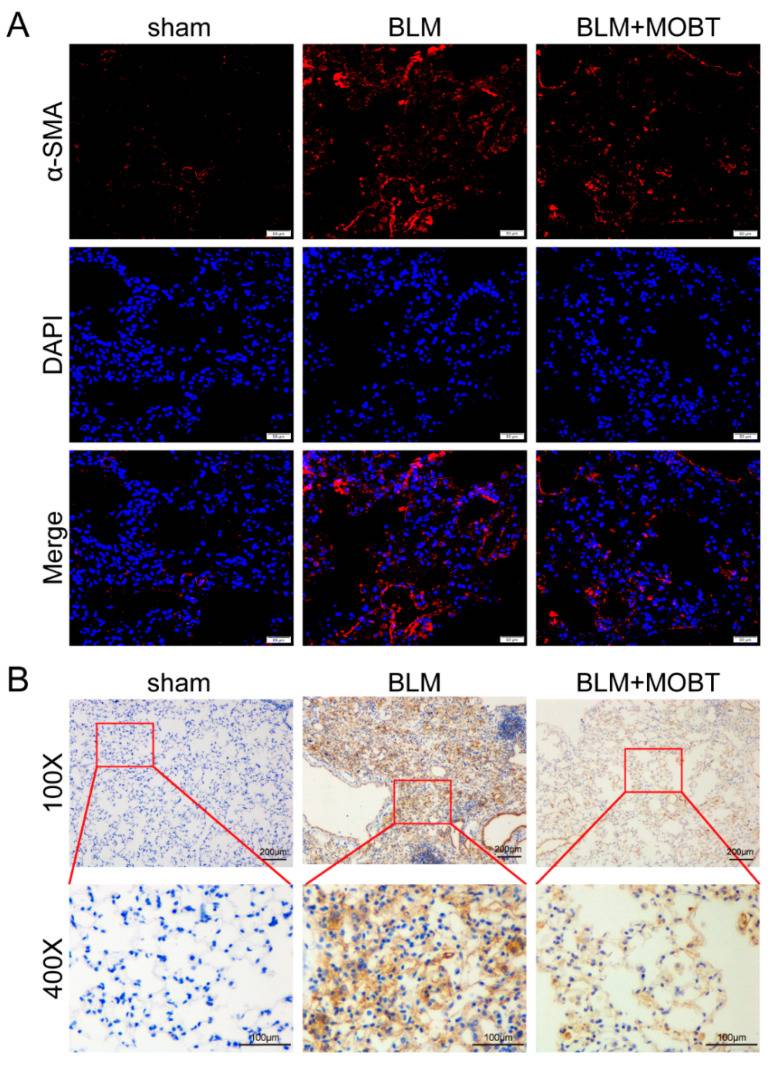 A
sham BLM BLM+MOBT
α-SMA
DAPI
Merge
B
sham BLM BLM+MOBT
100X
200μm 200μm 200μm
400X
100μm 100μm 100μm